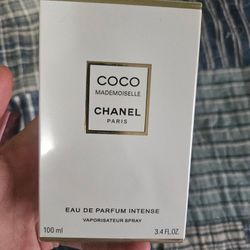 COCO
MADEMOISELLE
CHANEL
PARIS
EAU DE PARFUM INTENSE
VAPORISATEUR SPRAY
100 ml 3.4 FL.OZ.